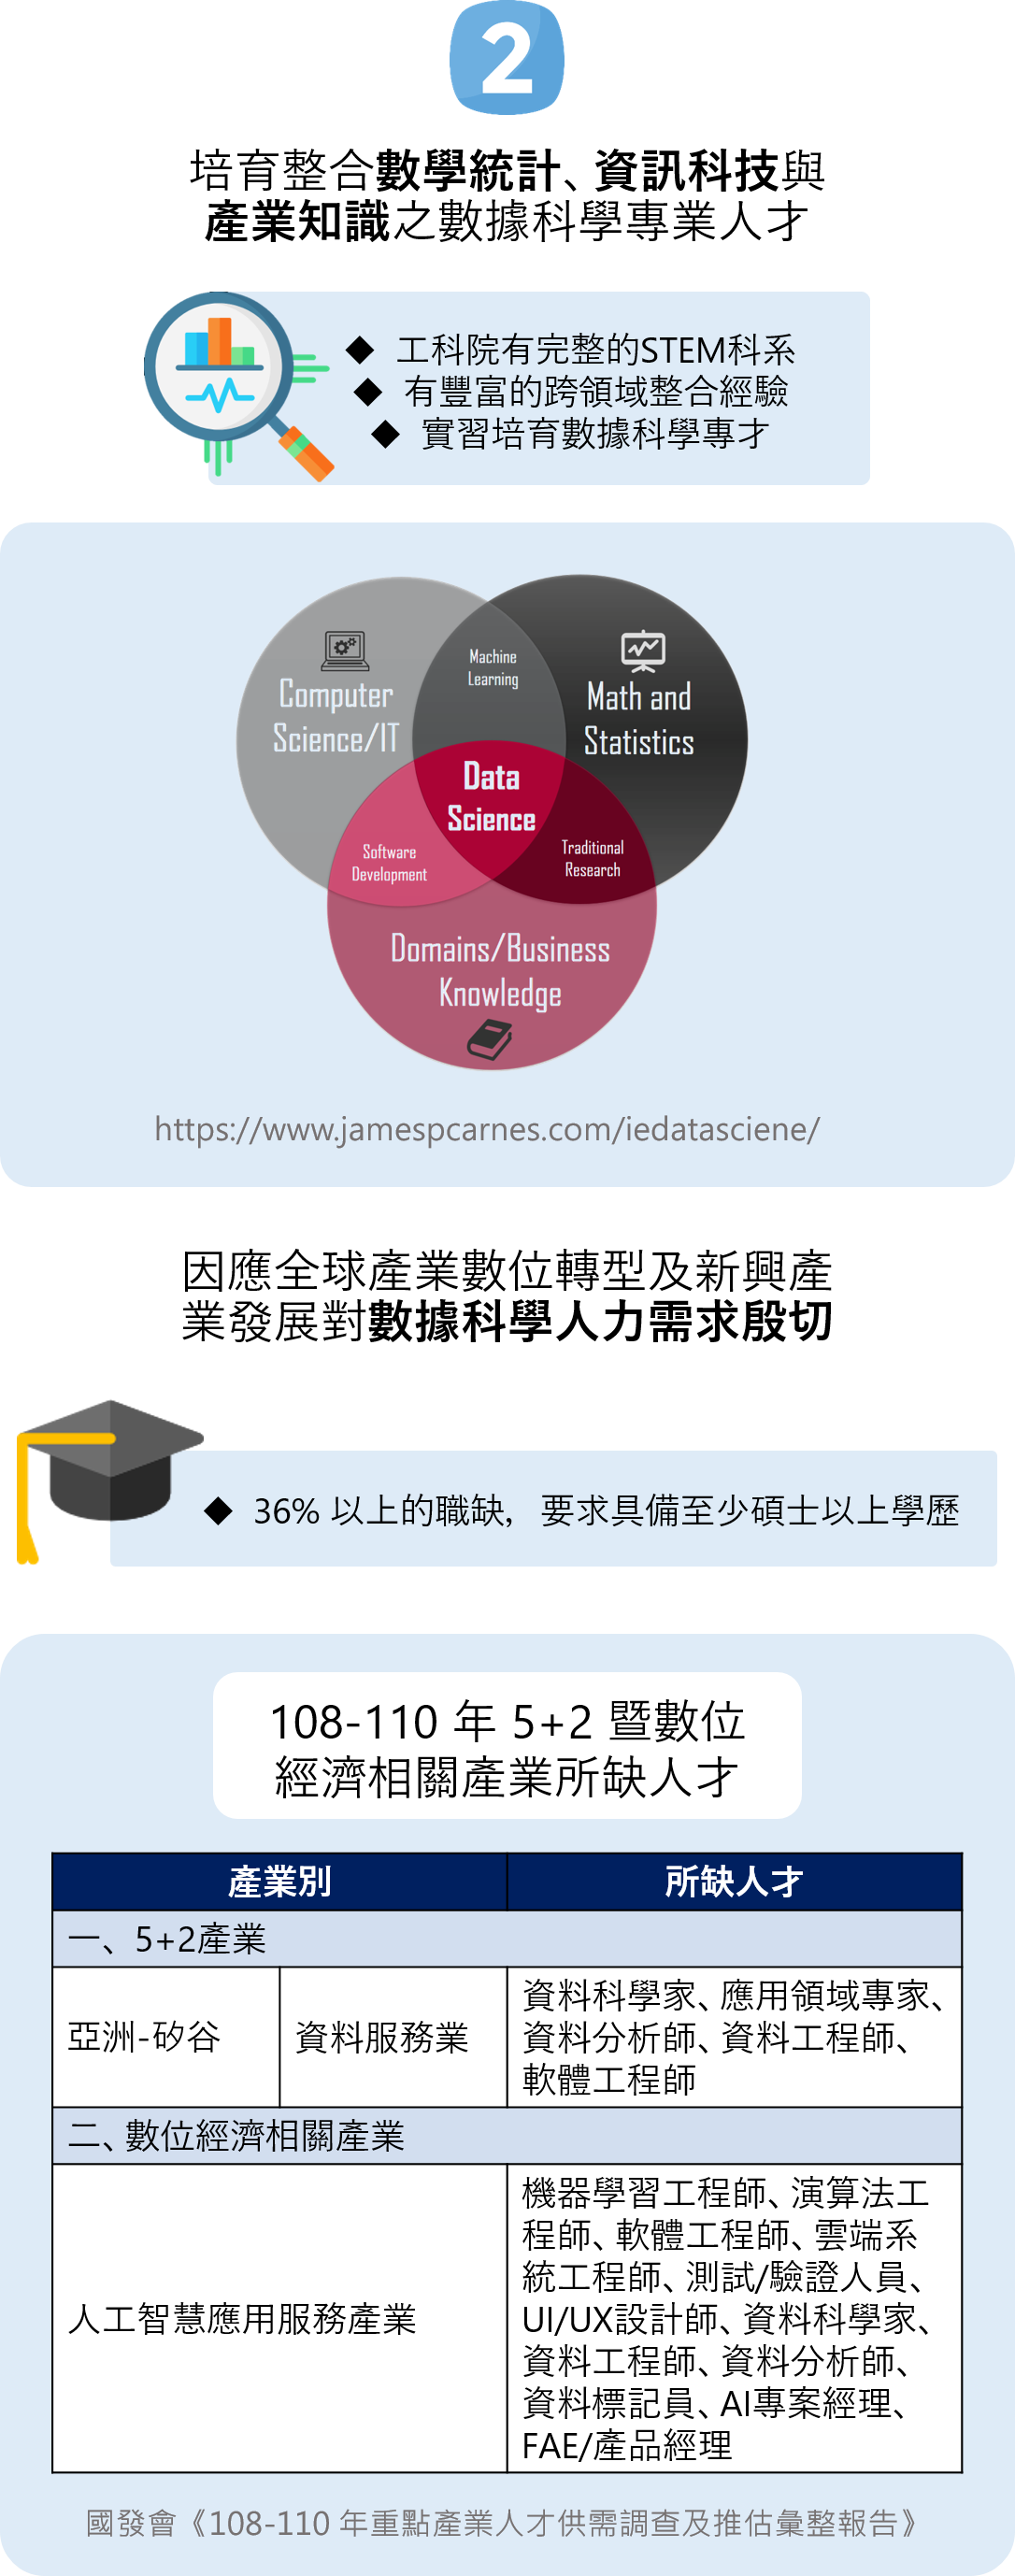 2
培育整合數學統計、資訊科技與
產業知識之數據科學專業人才
◆ 工科院有完整的STEM科系
◆ 有豐富的跨領域整合經驗
◆ 實習培育數據科學專才
Machine
Learning
Computer
Science/IT
Math and
Statistics
Data
Science
Software
Development
Traditional
Research
Domains/Business
Knowledge
https://www.jamespcarnes.com/iedatasciene/
因應全球產業數位轉型及新興產
業發展對數據科學人力需求殷切
◆ 36% 以上的職缺, 要求具備至少碩士以上學歷
108-110 年 5+2 暨數位
經濟相關產業所缺人才
產業別 所缺人才
一、5+2產業
亞洲-矽谷 資料服務業
資料科學家、應用領域專家、
資料分析師、資料工程師、
軟體工程師
二、數位經濟相關產業
人工智慧應用服務產業
機器學習工程師、演算法工
程師、軟體工程師、雲端系
統工程師、測試/驗證人員、
UI/UX設計師、資料科學家、
資料工程師、資料分析師、
資料標記員、AI專案經理、
FAE/產品經理
國發會《108-110 年重點產業人才供需調查及推估彙整報告》